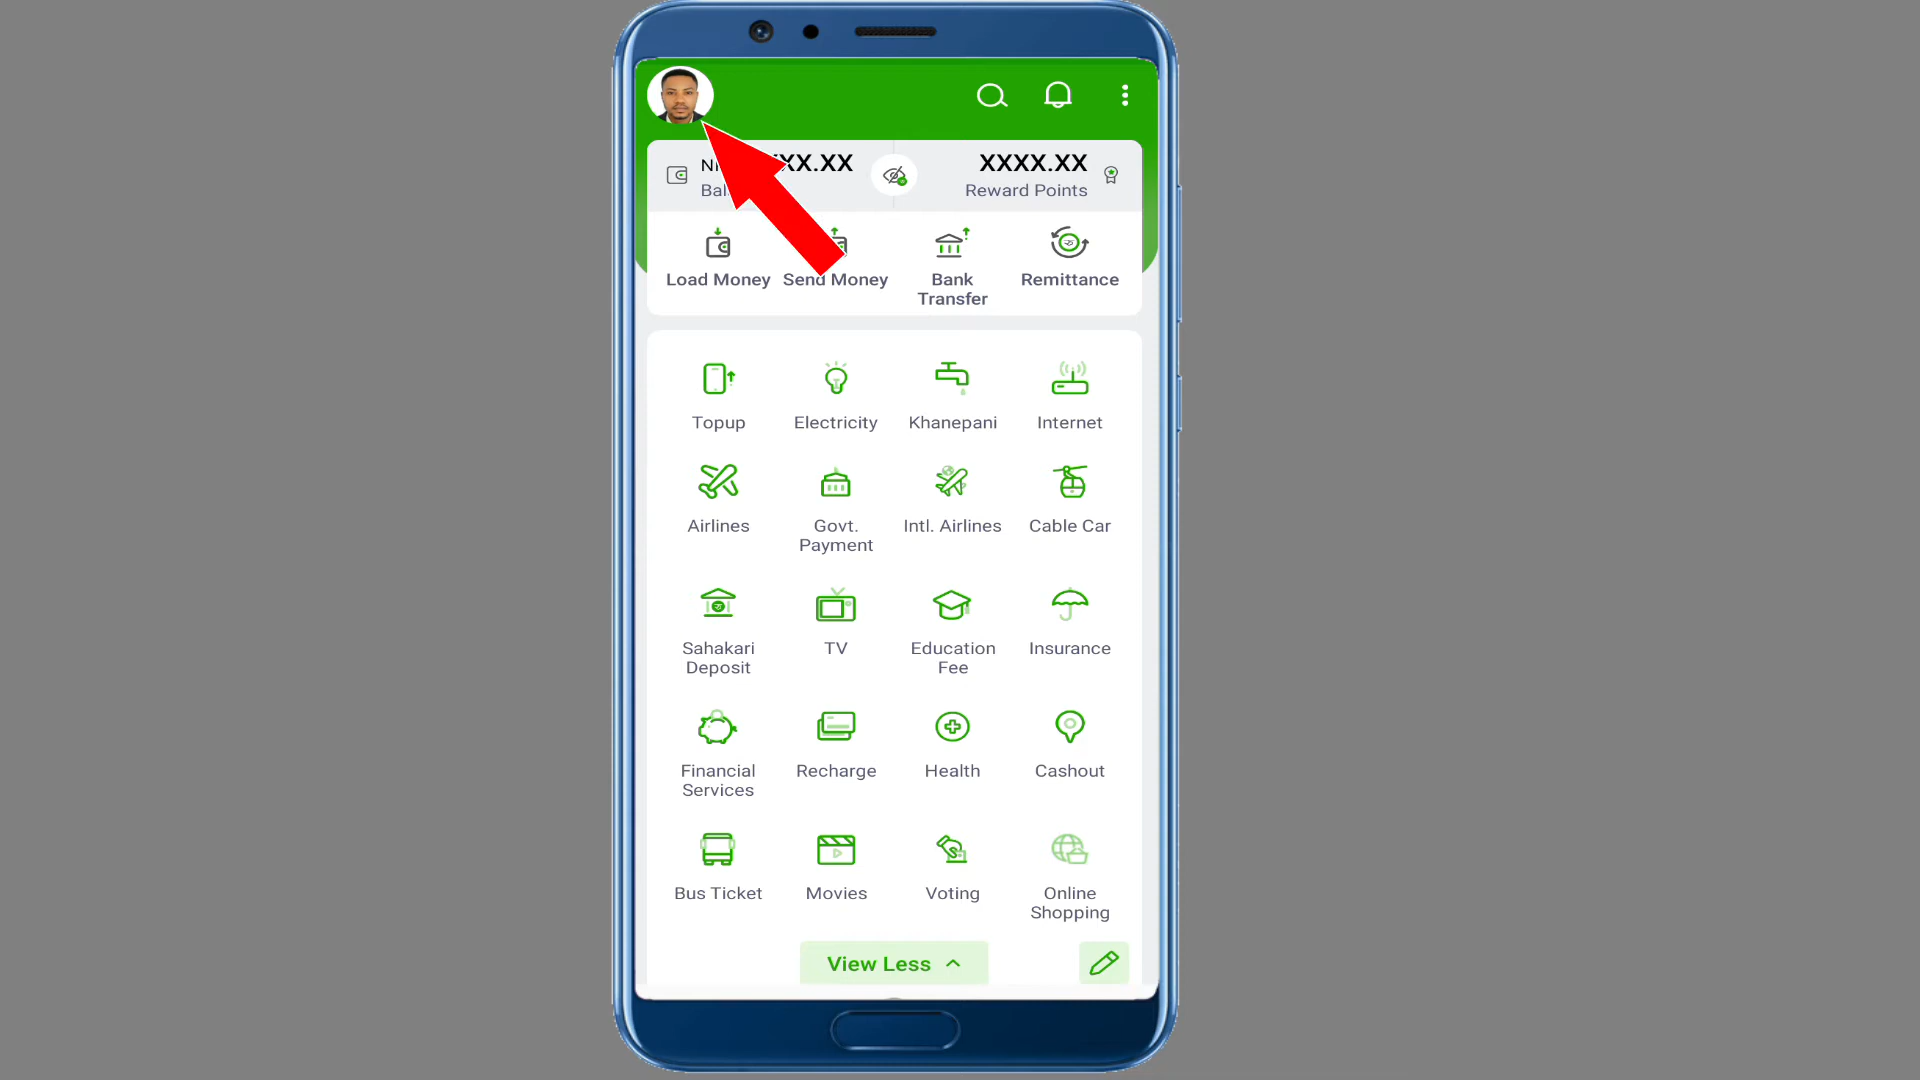 XX.XX
XXXX.XX
Reward Points
Load Money
Send Money
Bank
Transfer
Remittance
Topup
Electricity
Khanepani
Internet
Airlines
Govt.
Payment
Intl. Airlines
Cable Car
Sahakari
Deposit
TV
Education
Fee
Insurance
Financial
Services
Recharge
Health
Cashout
Bus Ticket
Movies
Voting
Online
Shopping
View Less